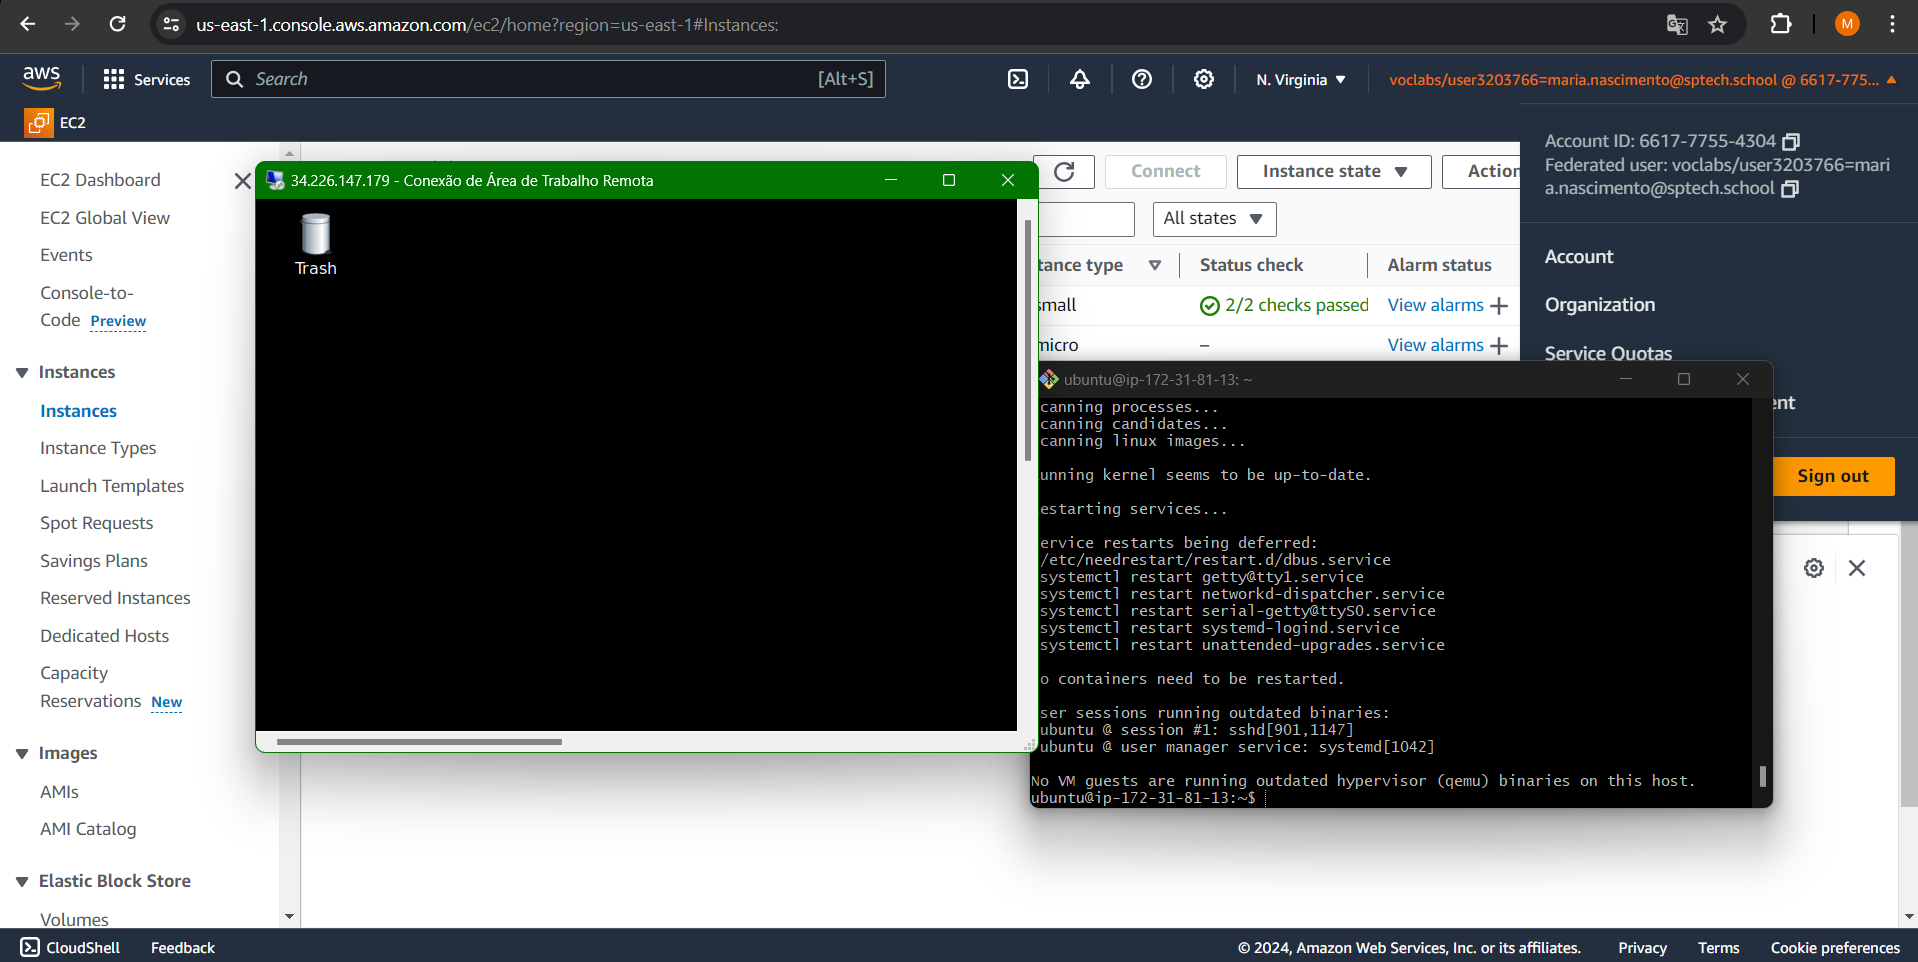 us-east-1.console.aws.amazon.com/ec2/home?region=us-east-1#Instances:
M
aws
Services
Search
[Alt+S]
N. Virginia
voclabs/user3203766=maria.nascimento@sptech.school @ 6617-775...
EC2
Account ID: 6617-7755-4304
Federated user: voclabs/user3203766=mari
a.nascimento@sptech.school
Account
Organization
Service Quotas
ent
Sign out
EC2 Dashboard
EC2 Global View
Events
Console-to-
Code Preview
Instances
Instances
Instance Types
Launch Templates
Spot Requests
Savings Plans
Reserved Instances
Dedicated Hosts
Capacity
Reservations New
Images
AMIs
AMI Catalog
Elastic Block Store
Volumes
34.226.147.179 - Conexão de Área de Trabalho Remota
Trash
Connect
Instance state
Action
All states
tance type
Status check
Alarm status
small
2/2 checks passed
View alarms
micro
–
View alarms
ubuntu@ip-172-31-81-13: ~
canning processes...
canning candidates...
canning linux images...
unning kernel seems to be up-to-date.
estarting services...
ervice restarts being deferred:
/etc/needrestart/restart.d/dbus.service
systemctl restart getty@tty1.service
systemctl restart networkd-dispatcher.service
systemctl restart serial-getty@ttyS0.service
systemctl restart systemd-logind.service
systemctl restart unattended-upgrades.service
o containers need to be restarted.
ser sessions running outdated binaries:
ubuntu @ session #1: sshd[901,1147]
ubuntu @ user manager service: systemd[1042]
No VM guests are running outdated hypervisor (qemu) binaries on this host.
ubuntu@ip-172-31-81-13:~$
CloudShell
Feedback
© 2024, Amazon Web Services, Inc. or its affiliates.
Privacy
Terms
Cookie preferences